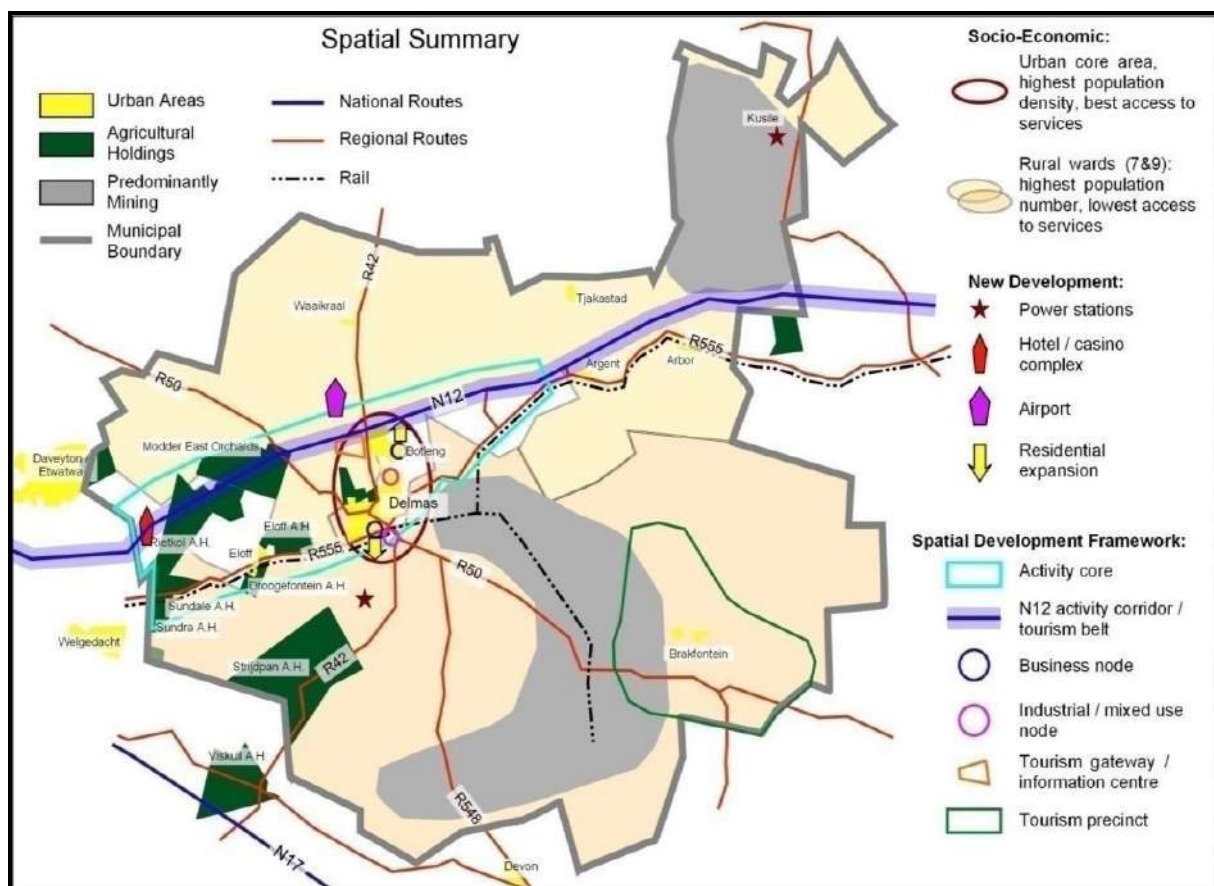 Spatial Summary
Urban Areas
Agricultural
Holdings
Predominantly
Mining
Municipal
Boundary
National Routes
Regional Routes
Rail
Socio-Economic:
Urban core area,
highest population
density, best access to
services
Rural wards (7&9):
highest population
number, lowest access
to services
New Development:
Power stations
Hotel / casino
complex
Airport
Residential
expansion
Spatial Development Framework:
Activity core
N12 activity corridor /
tourism belt
Business node
Industrial / mixed use
node
Tourism gateway /
information centre
Tourism precinct
Kusile
R42
Waaikraal
Tjakastad
R555
Argent
Arbor
R50
N12
Modder East Orchards
Botleng
Daveyton
Etwatwa
Delmas
Rietkol A.H.
Eloff A.H.
Eloff
R555
Droogefontein A.H.
R50
Sundale A.H.
Sundra A.H.
Welgedacht
Strijdpan A.H.
R42
Brakfontein
Viskuil A.H.
R548
N17
Devon